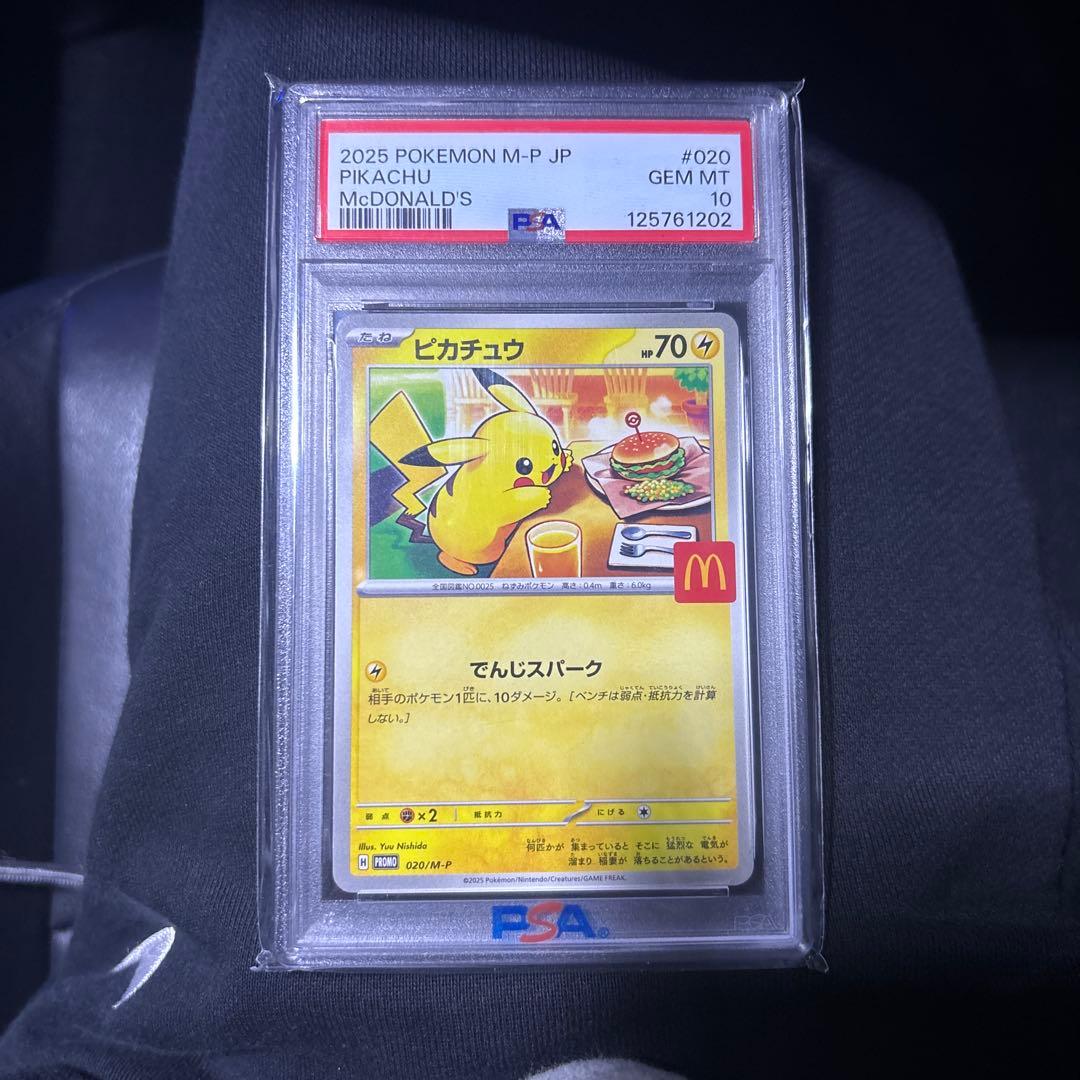 2025 POKEMON M-P JP #020
PIKACHU GEM MT
McDONALD'S 10
PSA 125761202
たね ピカチュウ HP70
全国図鑑NO.0025 ねずみポケモン 高さ:0.4m 重さ:6.0kg
でんじスパーク
相手のポケモン1匹に、10ダメージ。[ベンチは弱点・抵抗力を計算
しない。]
弱点 ×2 抵抗力 にげる
Illus. Yuu Nishida
何匹かが 集まっていると そこに 猛烈な 電気が
溜まり 稲妻が 落ちることがあるという。
H PROMO 020/M-P
©2025 Pokémon/Nintendo/Creatures/GAME FREAK.
PSA®
PSA